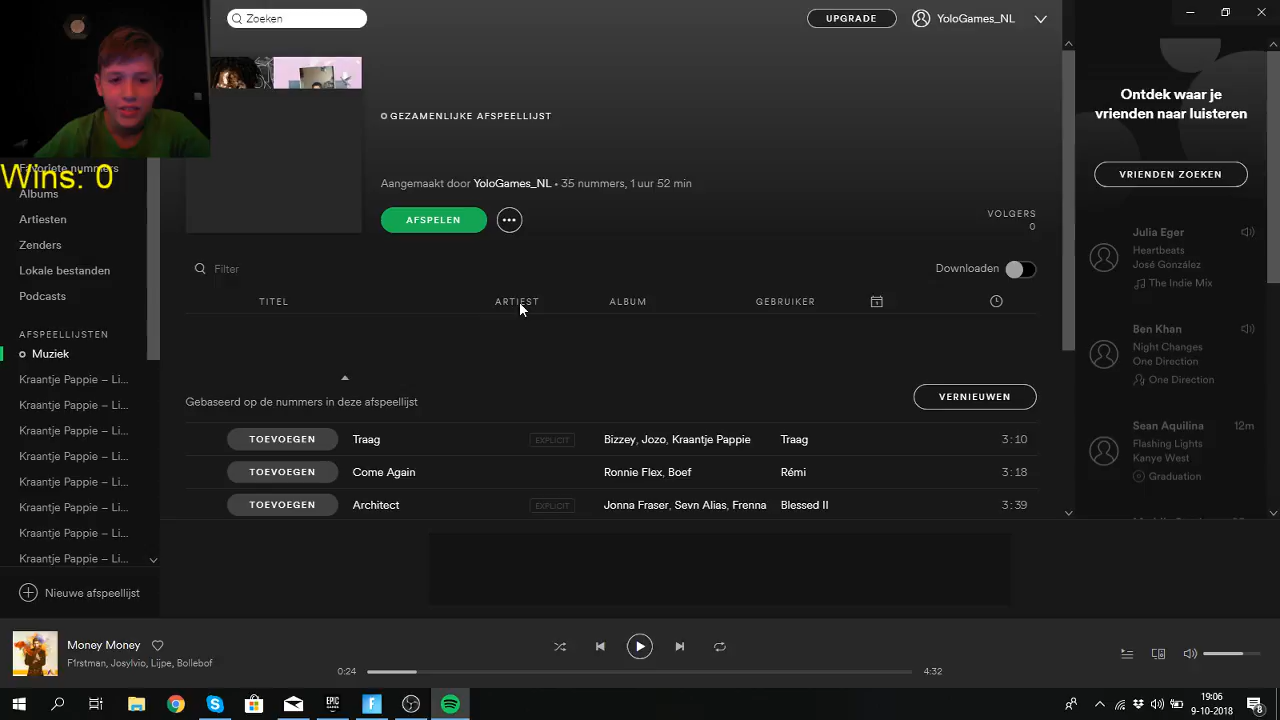 Zoeken
UPGRADE
YoloGames_NL
GEZAMENLIJKE AFSPEELLIJST
Aangemaakt door YoloGames_NL • 35 nummers, 1 uur 52 min
AFSPELEN
VOLGERS
0
Filter
Downloaden
TITEL ARTIEST ALBUM GEBRUIKER
Gebaseerd op de nummers in deze afspeellijst
VERNIEUWEN
TOEVOEGEN Traag EXPLICIT Bizzey, Jozo, Kraantje Pappie Traag 3:10
TOEVOEGEN Come Again Ronnie Flex, Boef Rémi 3:18
TOEVOEGEN Architect EXPLICIT Jonna Fraser, Sevn Alias, Frenna Blessed II 3:39
Favoriete nummers
Wins: 0
Albums
Artiesten
Zenders
Lokale bestanden
Podcasts
AFSPEELLIJSTEN
Muziek
Kraantje Pappie – Li...
Kraantje Pappie – Li...
Kraantje Pappie – Li...
Kraantje Pappie – Li...
Kraantje Pappie – Li...
Kraantje Pappie – Li...
Kraantje Pappie – Li...
Kraantje Pappie – Li...
Nieuwe afspeellijst
Ontdek waar je
vrienden naar luisteren
VRIENDEN ZOEKEN
Julia Eger
Heartbeats
José González
The Indie Mix
Ben Khan
Night Changes
One Direction
One Direction
Sean Aquilina 12m
Flashing Lights
Kanye West
Graduation
Money Money
F1rstman, Josylvio, Lijpe, Bollebof
0:24
4:32
EPIC
GAMES
19:06
9-10-2018
8